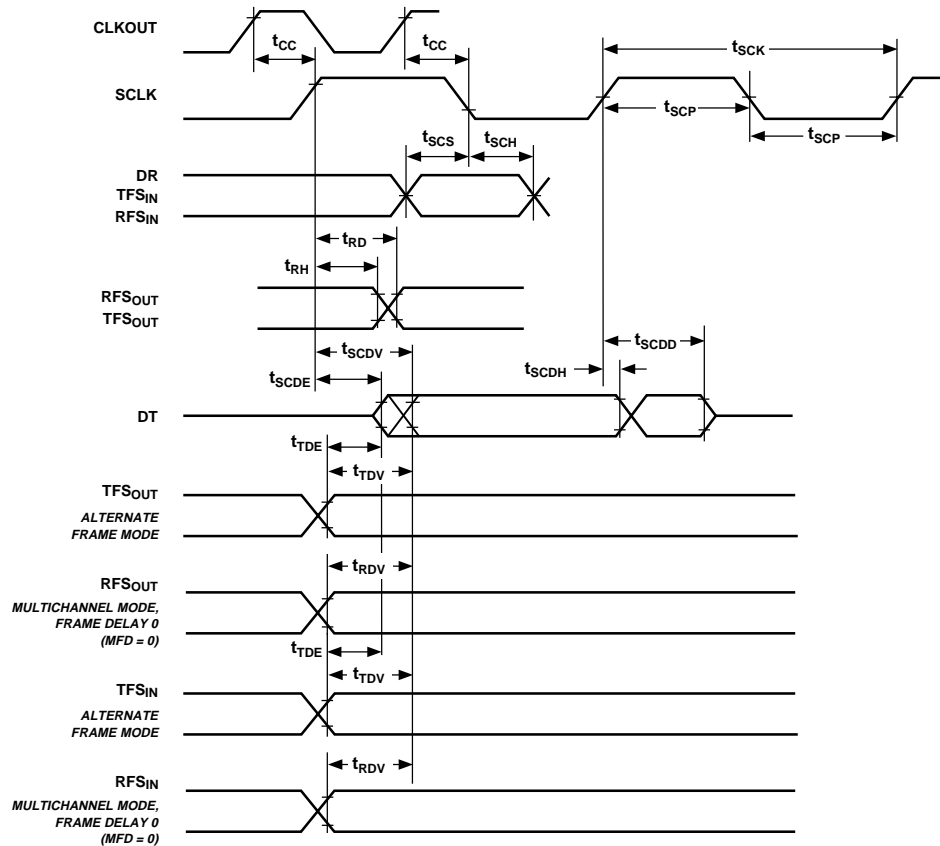 CLKOUT
tCC tCC
tSCK
SCLK
tSCP
tSCP
tSCS tSCH
DR
TFSIN
RFSIN
tRD
tRH
RFSOUT
TFSOUT
tSCDV
tSCDD
tSCDH
tSCDE
DT
tTDE
tTDV
TFSOUT
ALTERNATE
FRAME MODE
tRDV
RFSOUT
MULTICHANNEL MODE,
FRAME DELAY 0
(MFD = 0)
tTDE
tTDV
TFSIN
ALTERNATE
FRAME MODE
tRDV
RFSIN
MULTICHANNEL MODE,
FRAME DELAY 0
(MFD = 0)